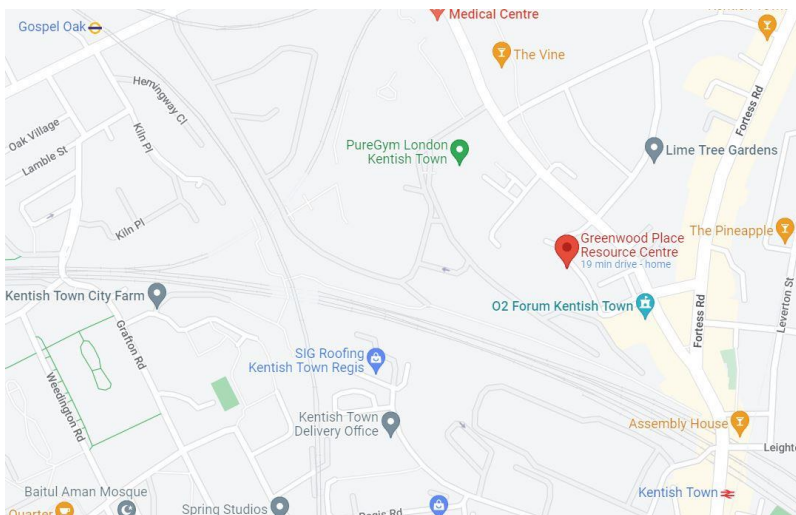 Medical Centre
Gospel Oak
The Vine
Hemingway Cl
Fortess Rd
Oak Village
Kiln Pl
Lamble St
PureGym London
Kentish Town
Lime Tree Gardens
Kiln Pl
Greenwood Place
Resource Centre
19 min drive - home
The Pineapple
Leverton St
Kentish Town City Farm
O2 Forum Kentish Town
Fortess Rd
Grafton Rd
SIG Roofing
Kentish Town Regis
Weedington Rd
Kentish Town
Delivery Office
Assembly House
Baitul Aman Mosque
Kentish Town
Spring Studios
Regis Rd
Quarter